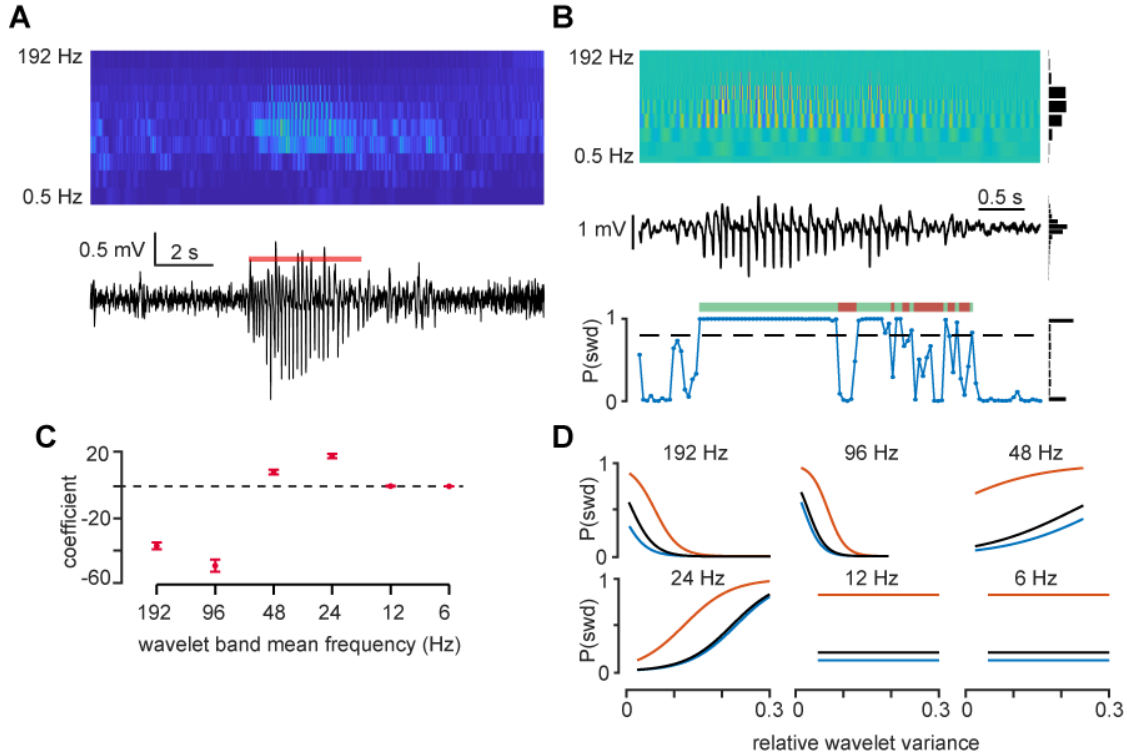 A
192 Hz
0.5 Hz
0.5 mV
2 s
B
192 Hz
0.5 Hz
0.5 s
1 mV
1
P(swd)
0
C
20
-20
-60
coefficient
192 96 48 24 12 6
wavelet band mean frequency (Hz)
D
192 Hz 96 Hz 48 Hz
1
P(swd)
0
24 Hz 12 Hz 6 Hz
1
P(swd)
0
0 0.3 0 0.3 0 0.3
relative wavelet variance